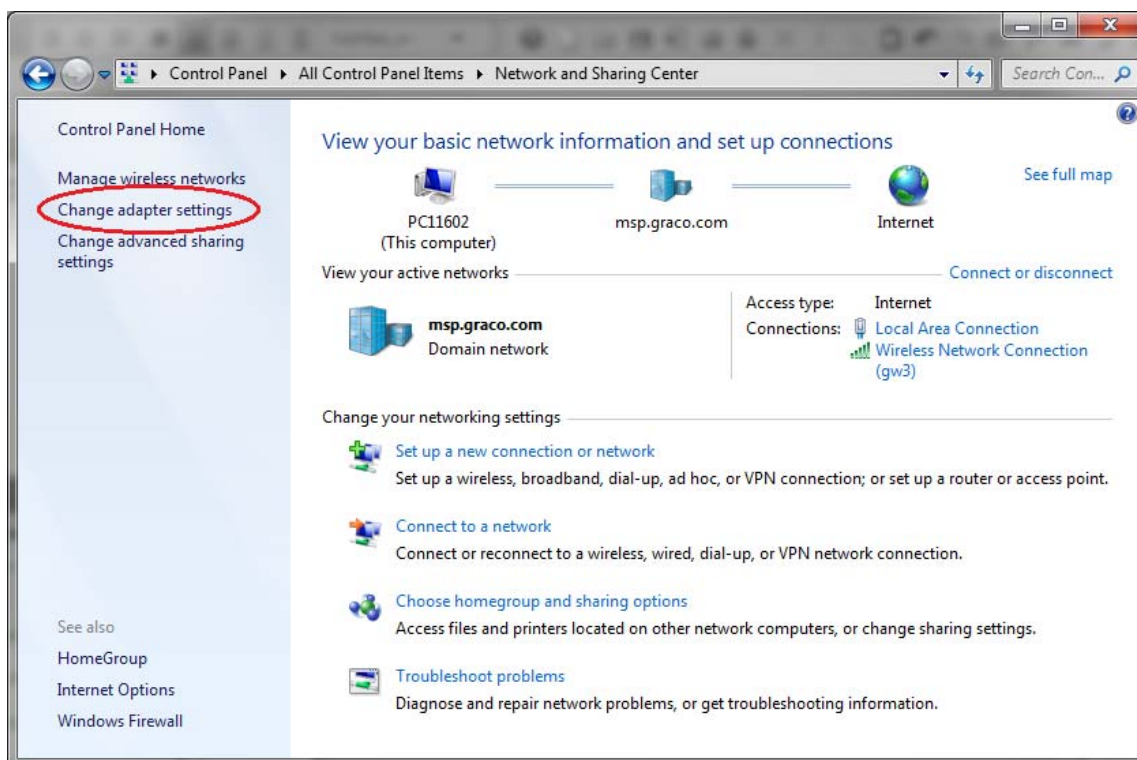 Control Panel ▸ All Control Panel Items ▸ Network and Sharing Center
Search Con...
Control Panel Home
Manage wireless networks
Change adapter settings
Change advanced sharing
settings
See also
HomeGroup
Internet Options
Windows Firewall
View your basic network information and set up connections
See full map
PC11602
(This computer)
msp.graco.com
Internet
View your active networks
Connect or disconnect
msp.graco.com
Domain network
Access type: Internet
Connections: Local Area Connection
Wireless Network Connection
(gw3)
Change your networking settings
Set up a new connection or network
Set up a wireless, broadband, dial-up, ad hoc, or VPN connection; or set up a router or access point.
Connect to a network
Connect or reconnect to a wireless, wired, dial-up, or VPN network connection.
Choose homegroup and sharing options
Access files and printers located on other network computers, or change sharing settings.
Troubleshoot problems
Diagnose and repair network problems, or get troubleshooting information.